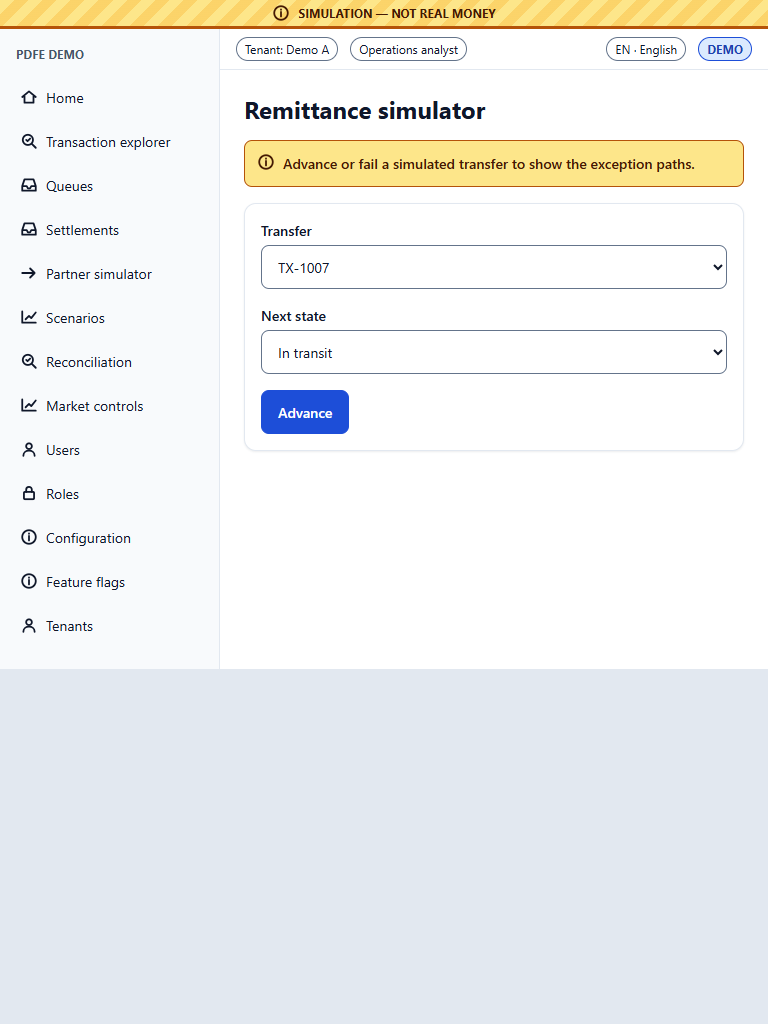 SIMULATION — NOT REAL MONEY
PDFE DEMO
Tenant: Demo A
Operations analyst
EN · English
DEMO
Home
Transaction explorer
Queues
Settlements
Partner simulator
Scenarios
Reconciliation
Market controls
Users
Roles
Configuration
Feature flags
Tenants
Remittance simulator
Advance or fail a simulated transfer to show the exception paths.
Transfer
TX-1007
Next state
In transit
Advance